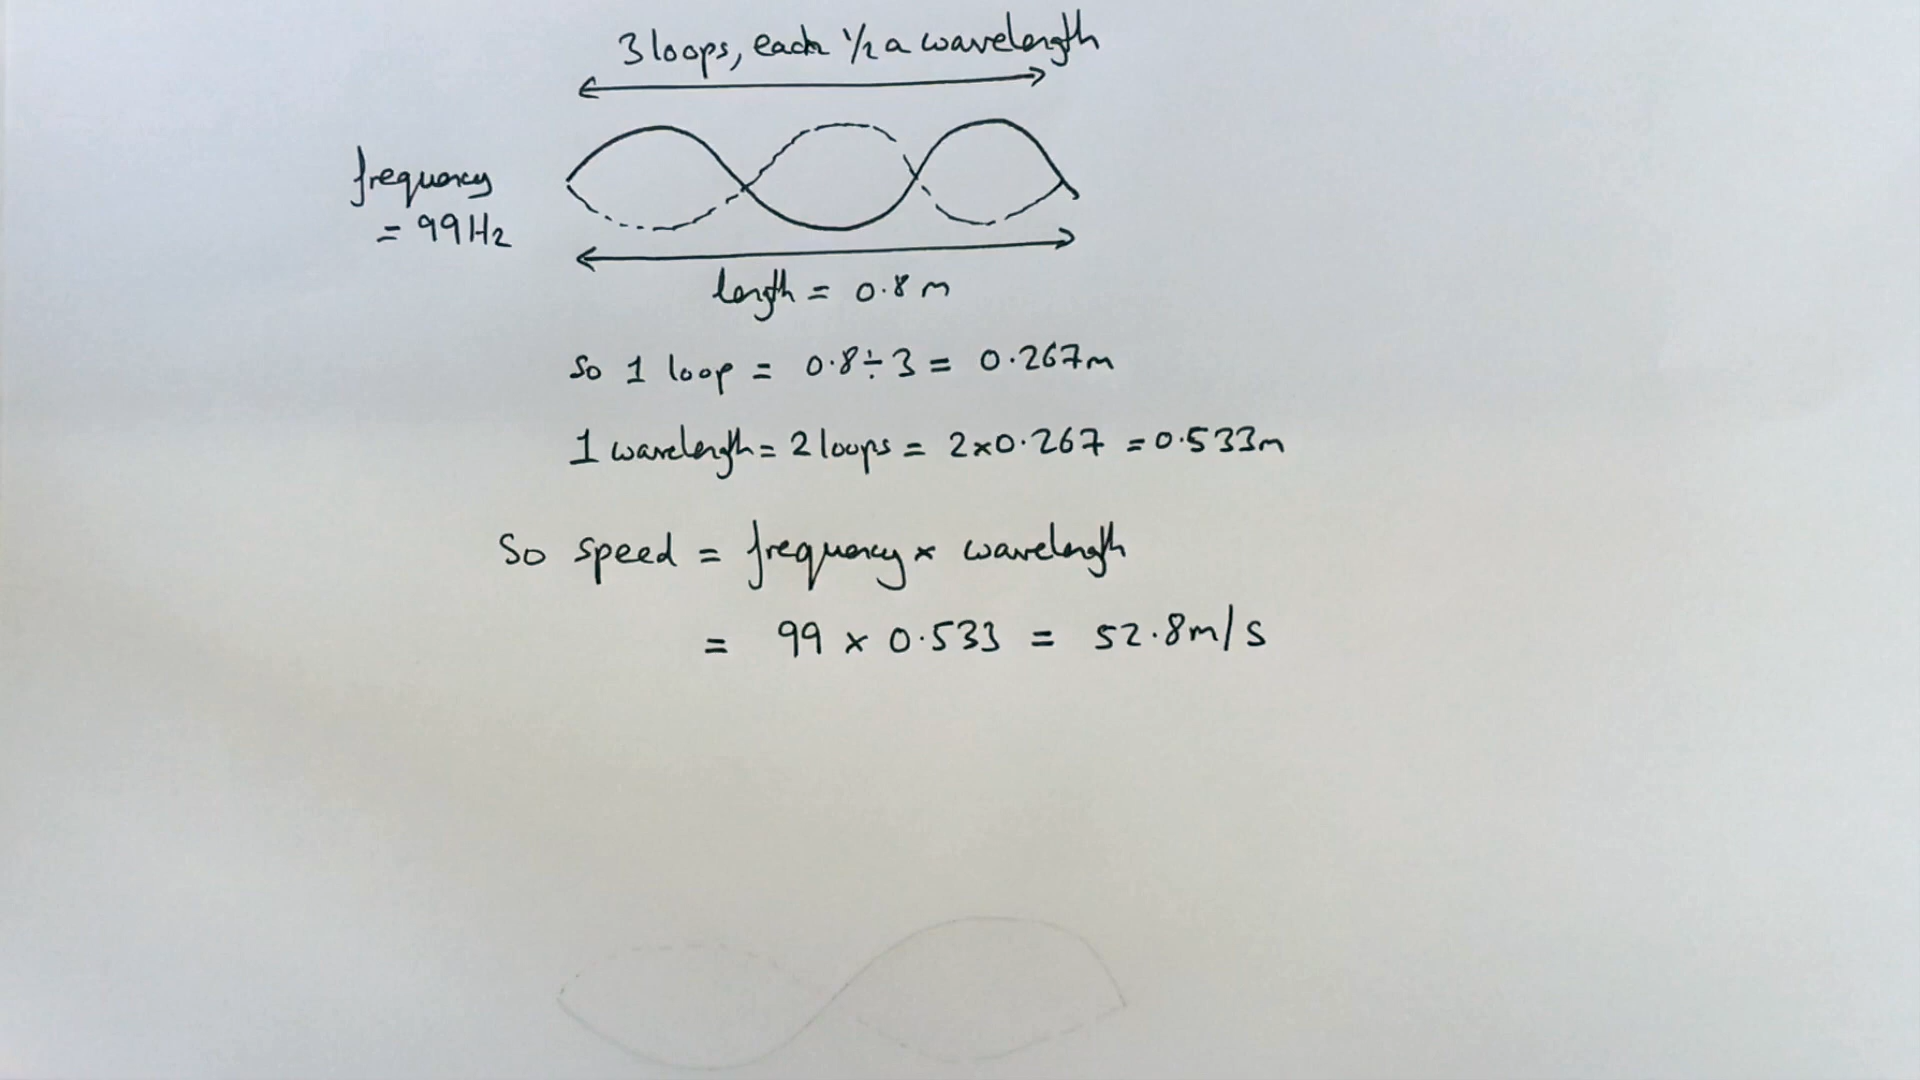 3 loops, each 1/2 a wavelength
frequency
= 99Hz
length = 0.8 m
So 1 loop = 0.8 ÷ 3 = 0.267m
1 wavelength = 2 loops = 2 x 0.267 = 0.533m
So speed = frequency x wavelength
= 99 x 0.533 = 52.8m/s